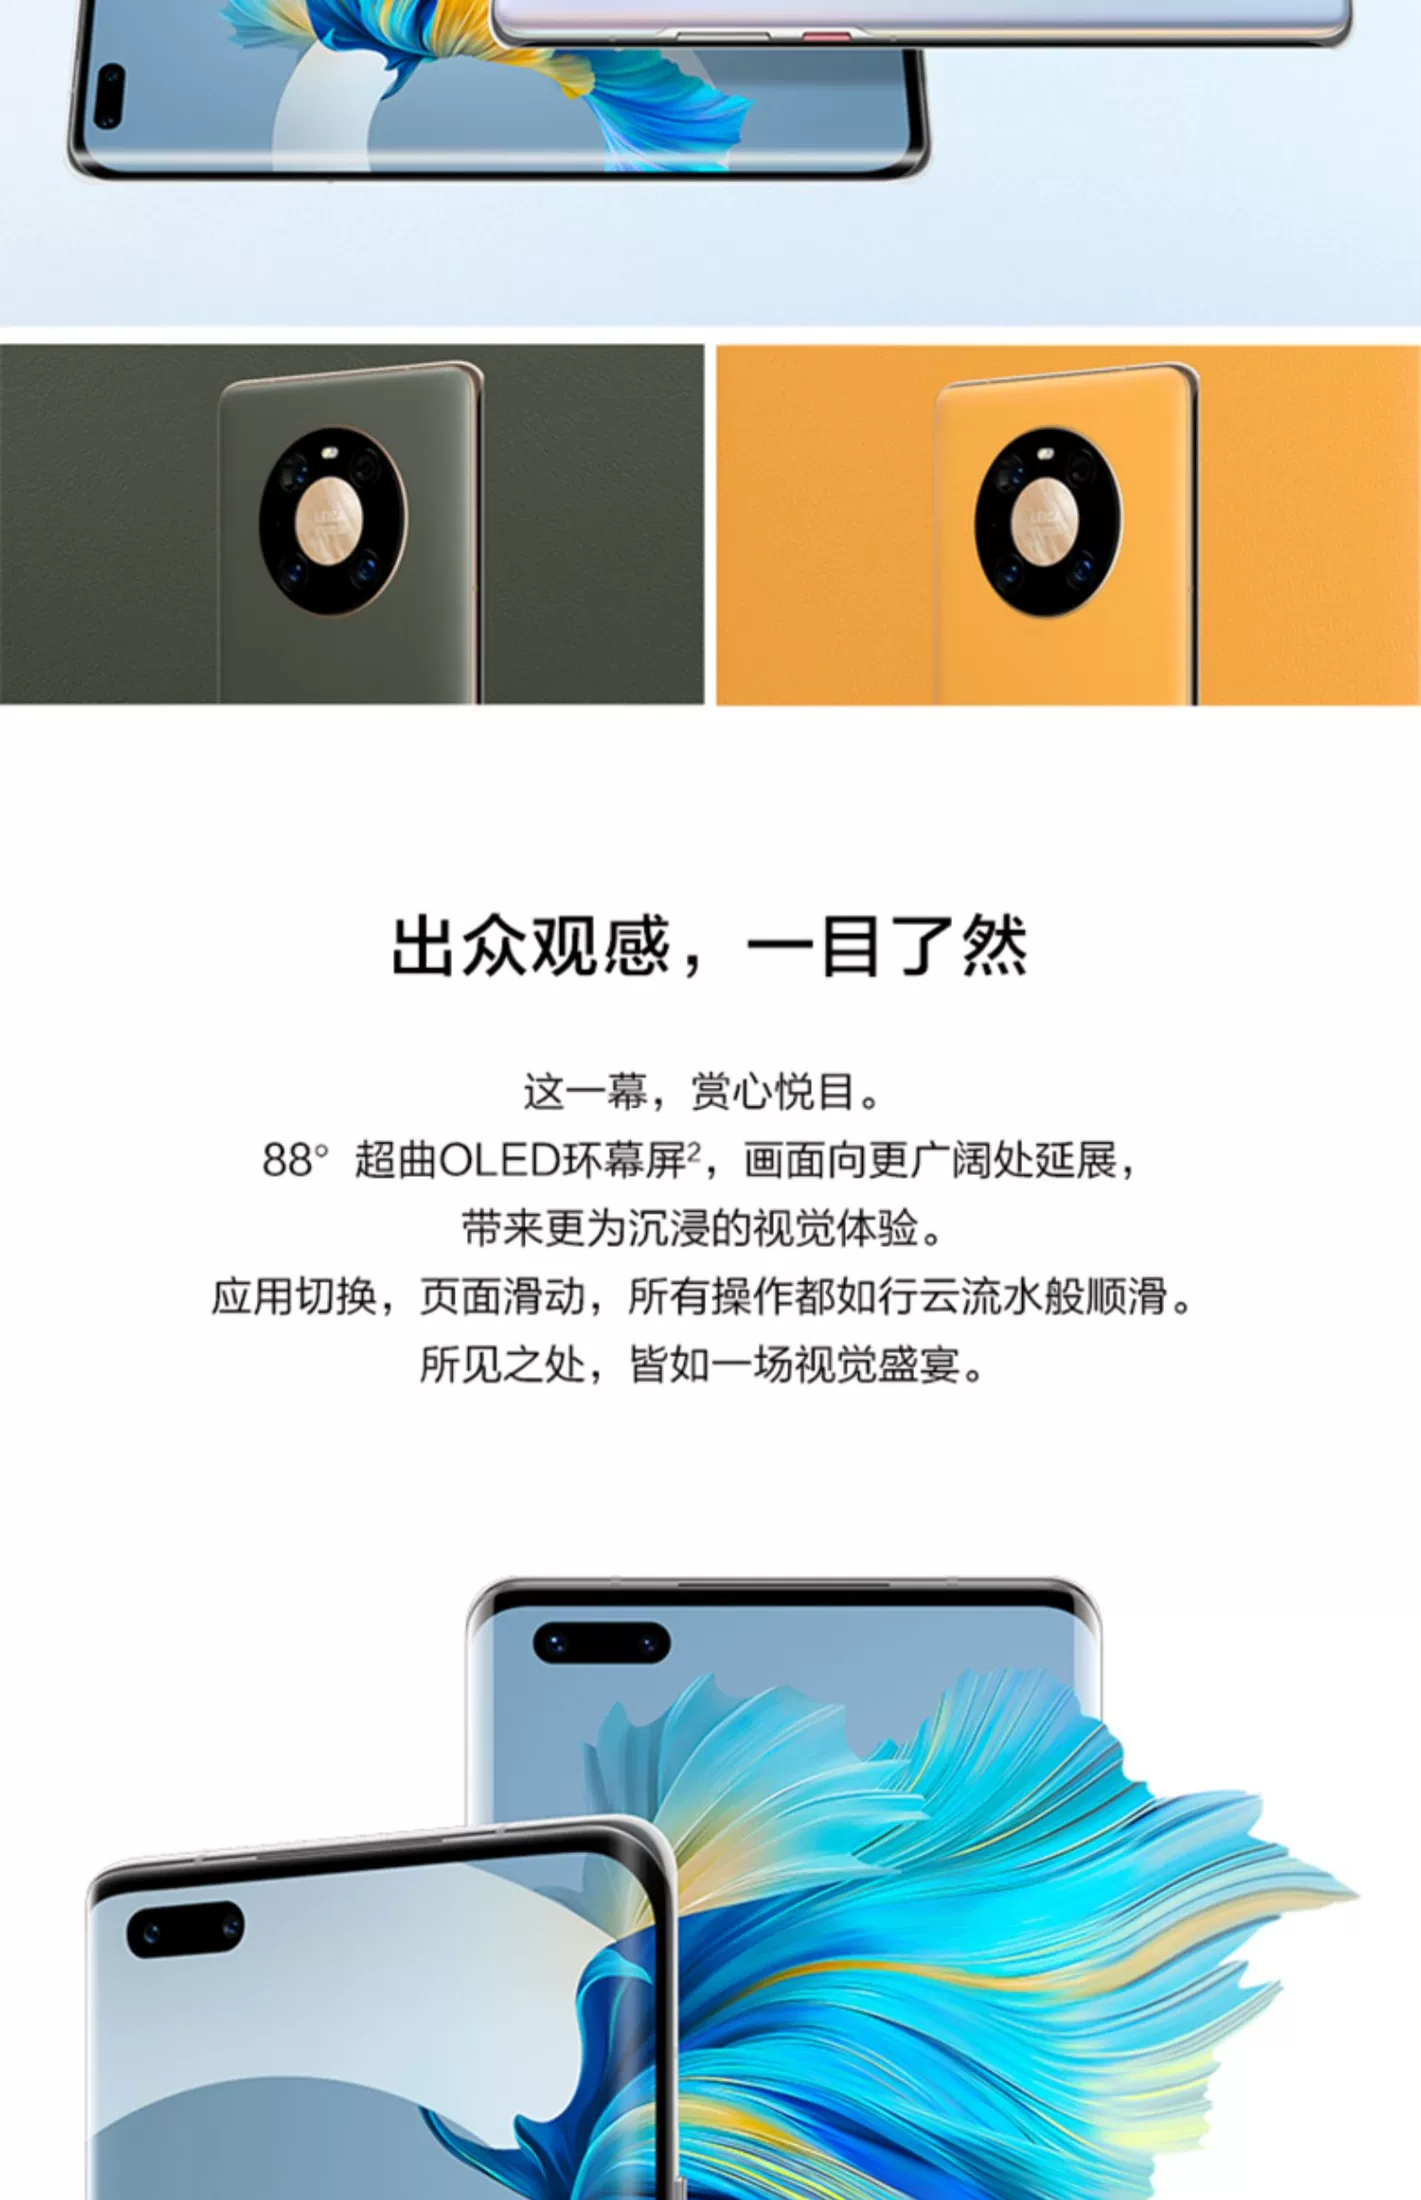 LEICA
LEICA
出众观感，一目了然
这一幕，赏心悦目。
88°超曲OLED环幕屏²，画面向更广阔处延展，
带来更为沉浸的视觉体验。
应用切换，页面滑动，所有操作都如行云流水般顺滑。
所见之处，皆如一场视觉盛宴。